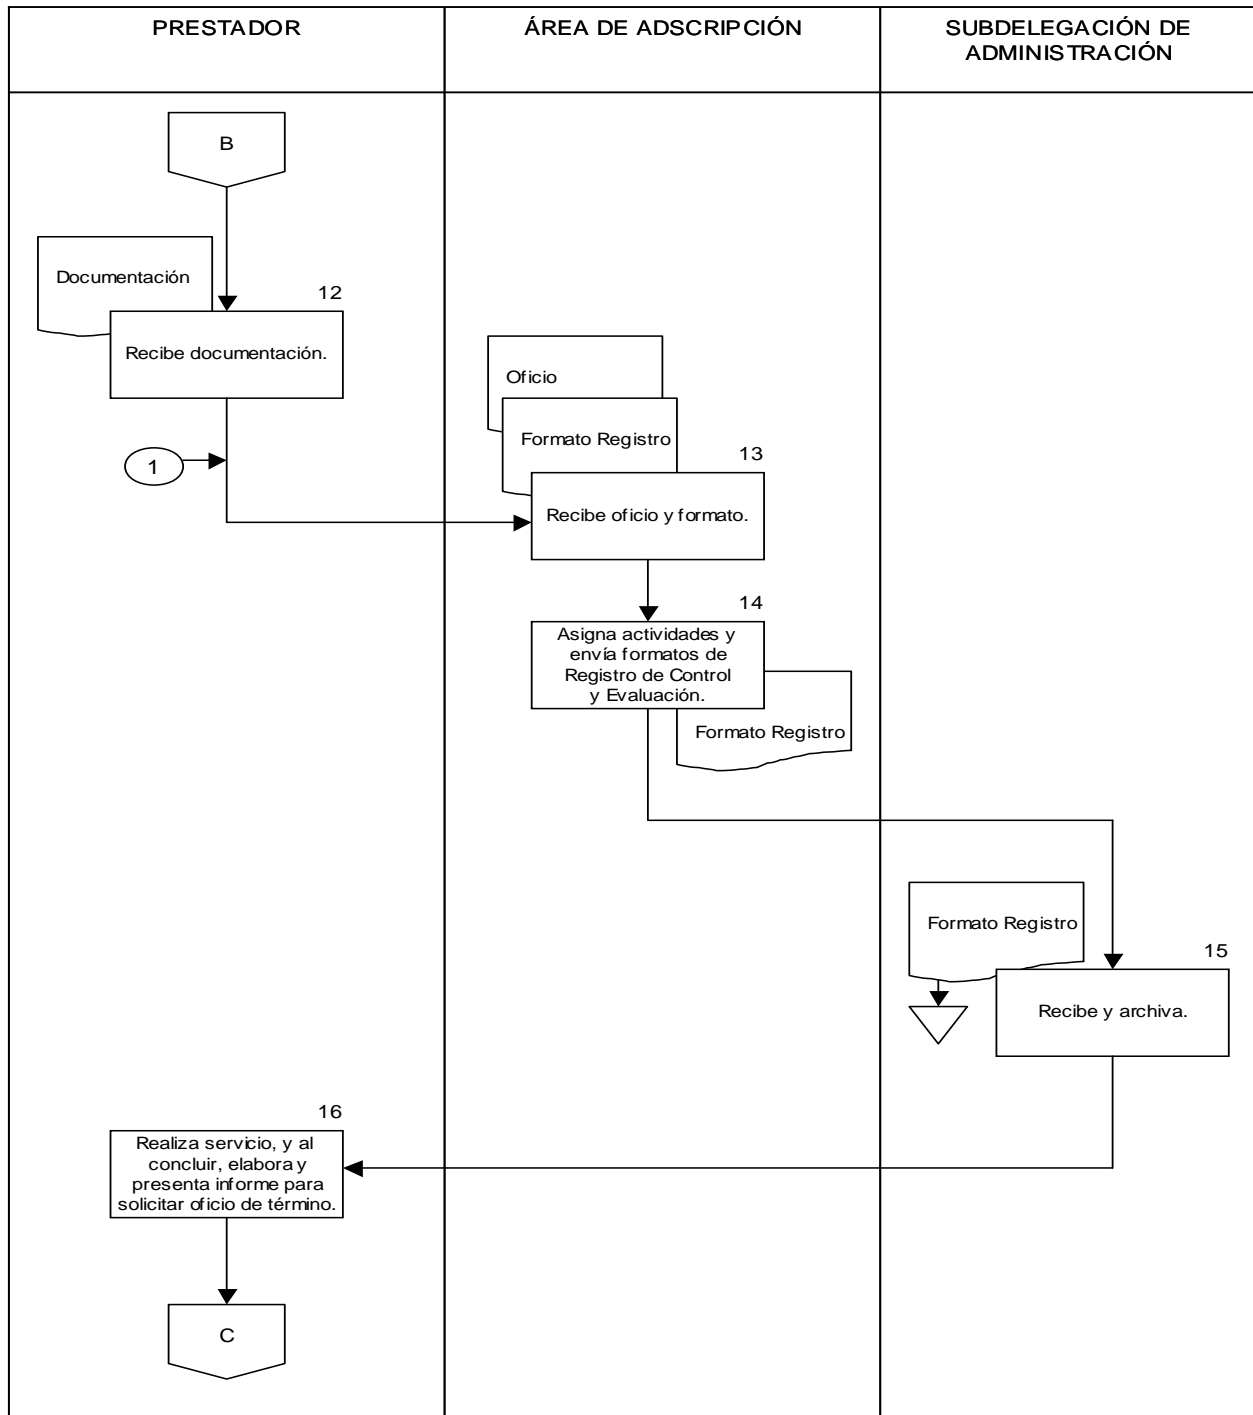 PRESTADOR
ÁREA DE ADSCRIPCIÓN
SUBDELEGACIÓN DE
ADMINISTRACIÓN
B
Documentación
12
Recibe documentación.
Oficio
Formato Registro
1
13
Recibe oficio y formato.
14
Asigna actividades y
envía formatos de
Registro de Control
y Evaluación.
Formato Registro
Formato Registro
15
Recibe y archiva.
16
Realiza servicio, y al
concluir, elabora y
presenta informe para
solicitar oficio de término.
C